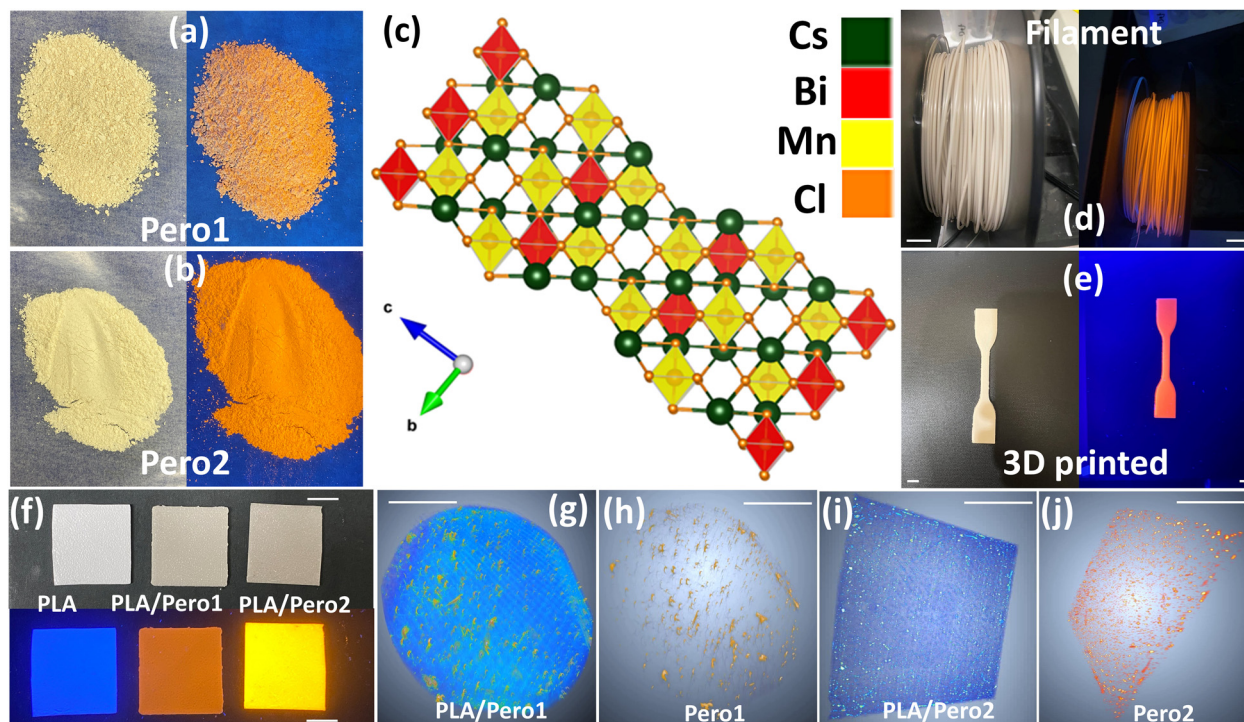 (a)
Pero1
(b)
Pero2
(c)
Cs
Bi
Mn
Cl
c
b
Filament
(d)
(e)
3D printed
(f)
PLA
PLA/Pero1
PLA/Pero2
(g)
PLA/Pero1
(h)
Pero1
(i)
PLA/Pero2
(j)
Pero2